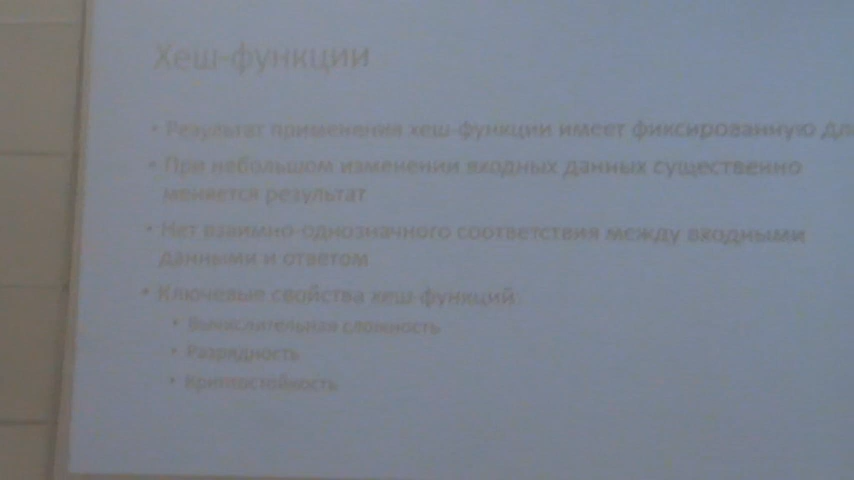 Хеш-функции
• Результат применения хеш-функции имеет фиксированную
• При небольшом изменении входных данных существенно
меняется результат
• Нет взаимно-однозначного соответствия между входными
данными и ответом
• Ключевые свойства хеш-функций:
• Вычислительная сложность
• Разрядность
• Криптостойкость